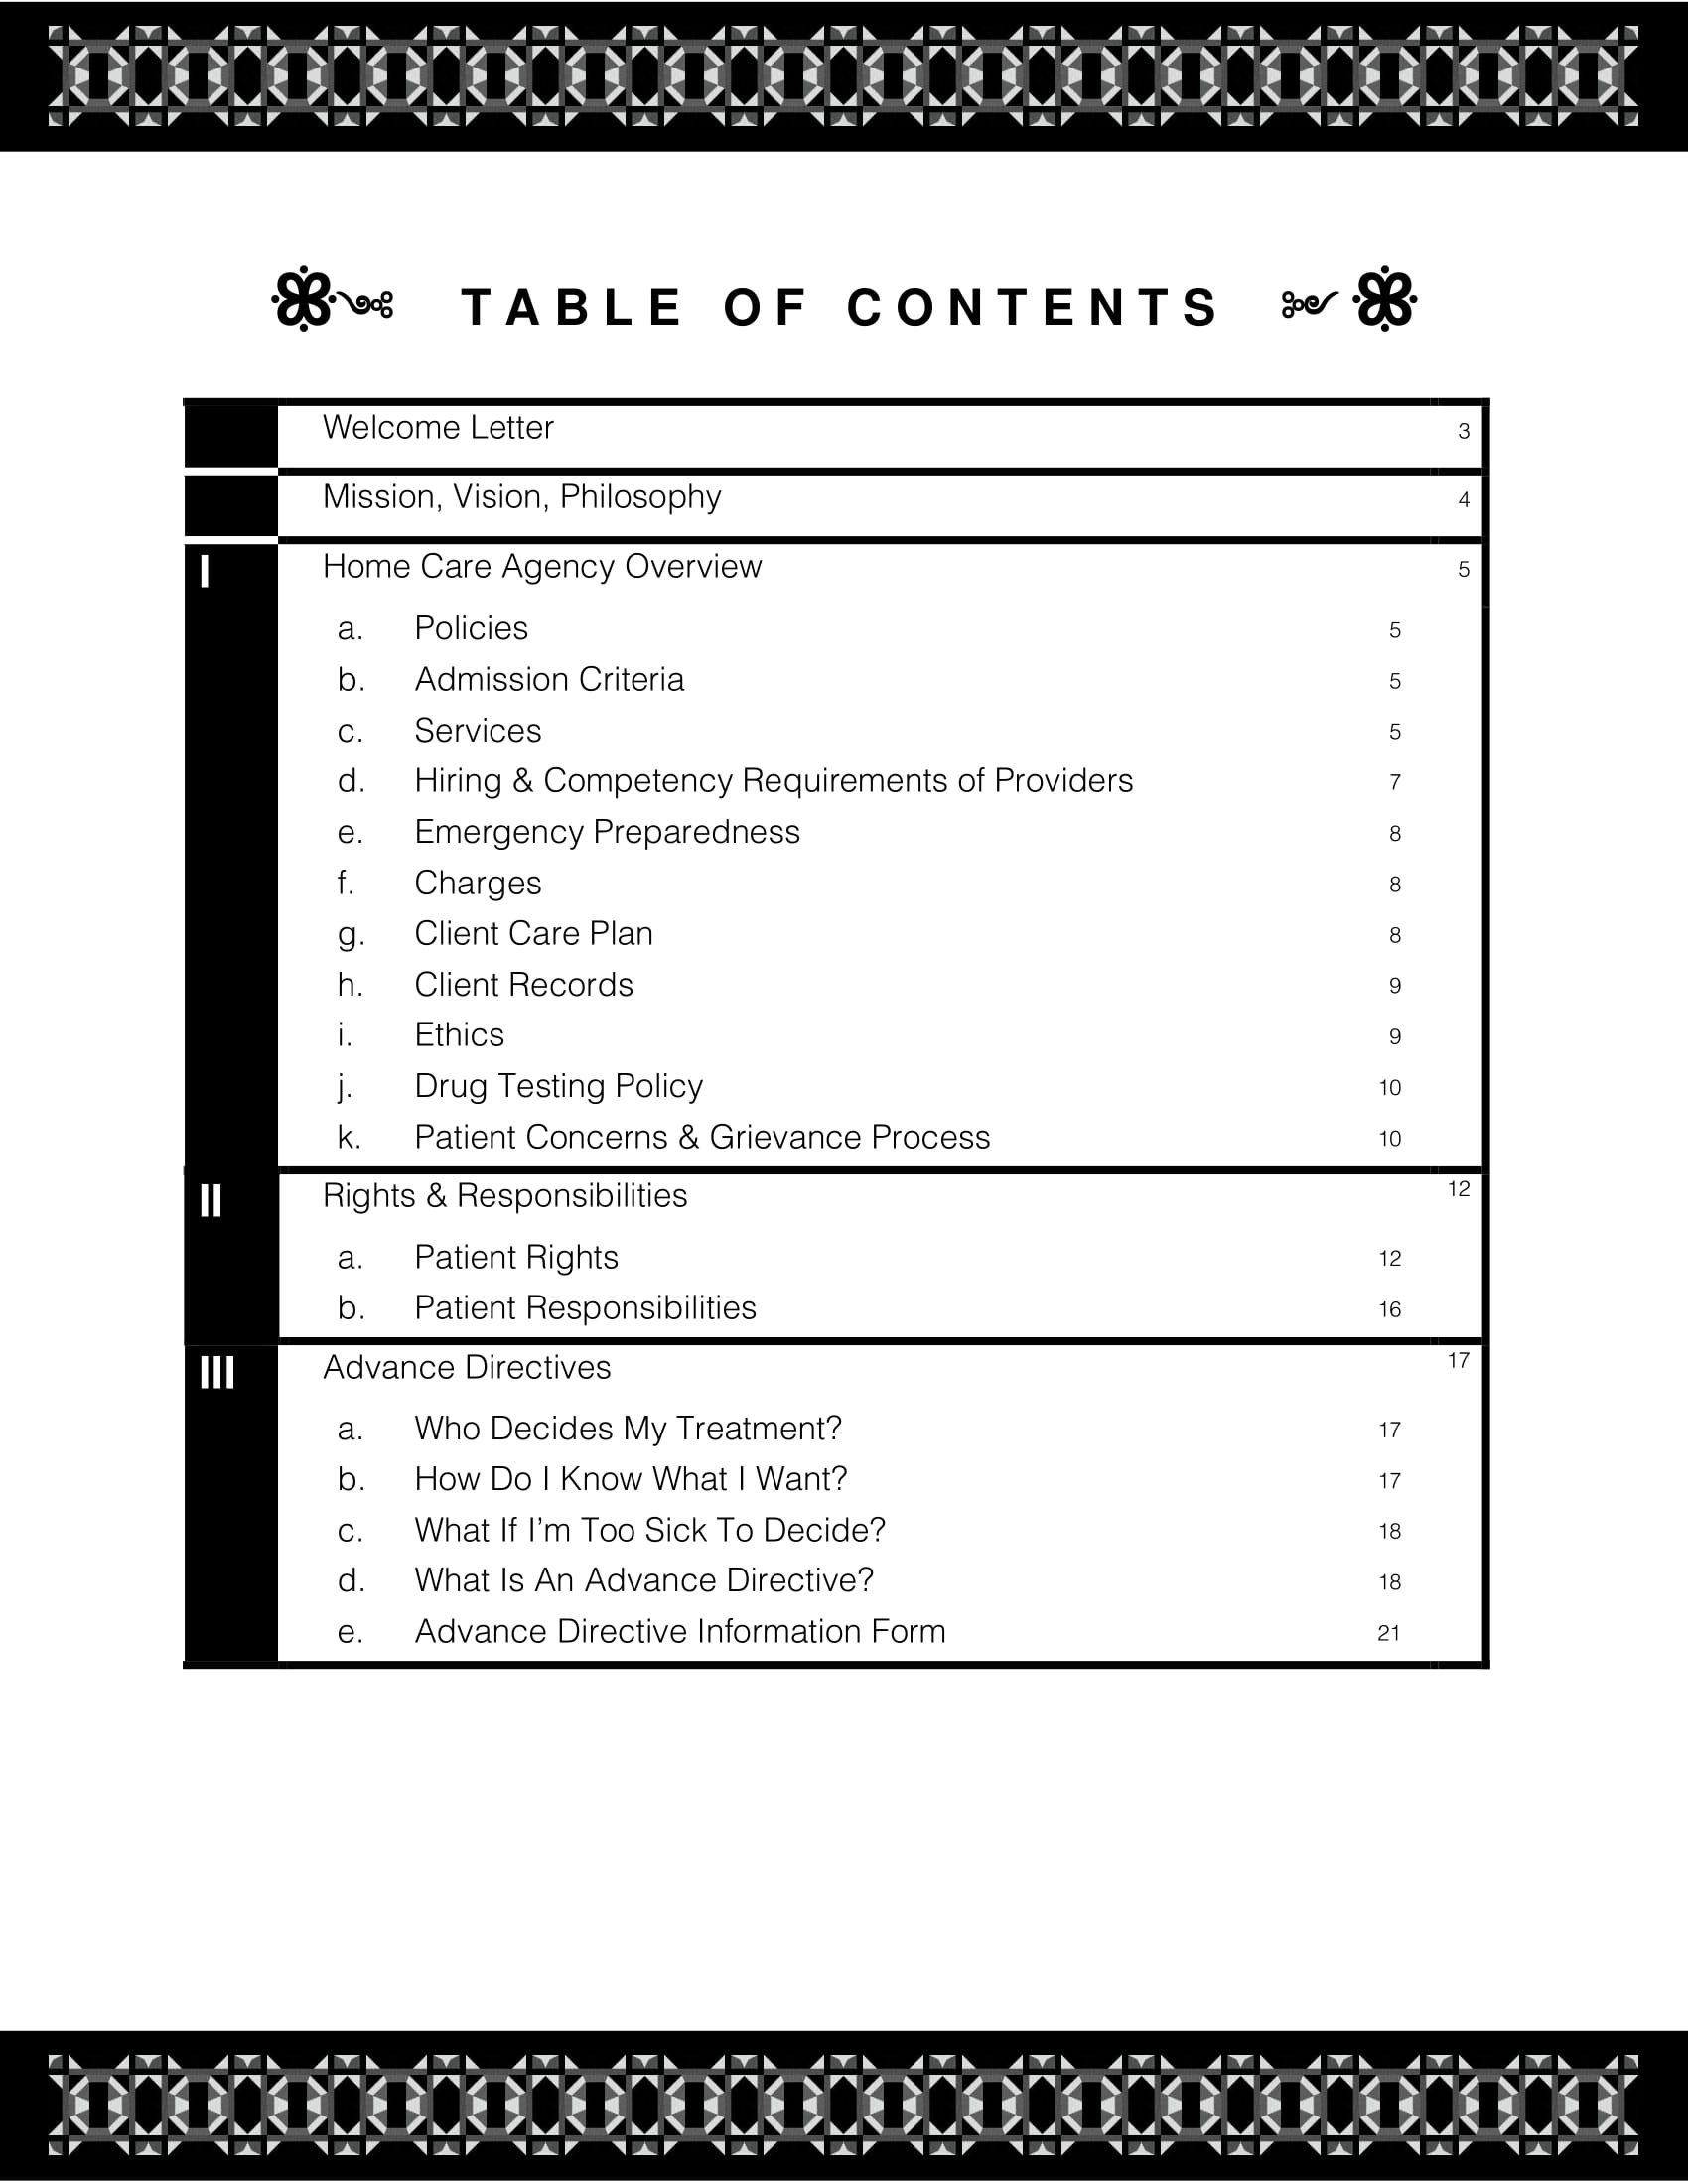 TABLE OF CONTENTS
Welcome Letter 3
Mission, Vision, Philosophy 4
I Home Care Agency Overview 5
a. Policies 5
b. Admission Criteria 5
c. Services 5
d. Hiring & Competency Requirements of Providers 7
e. Emergency Preparedness 8
f. Charges 8
g. Client Care Plan 8
h. Client Records 9
i. Ethics 9
j. Drug Testing Policy 10
k. Patient Concerns & Grievance Process 10
II Rights & Responsibilities 12
a. Patient Rights 12
b. Patient Responsibilities 16
III Advance Directives 17
a. Who Decides My Treatment? 17
b. How Do I Know What I Want? 17
c. What If I’m Too Sick To Decide? 18
d. What Is An Advance Directive? 18
e. Advance Directive Information Form 21